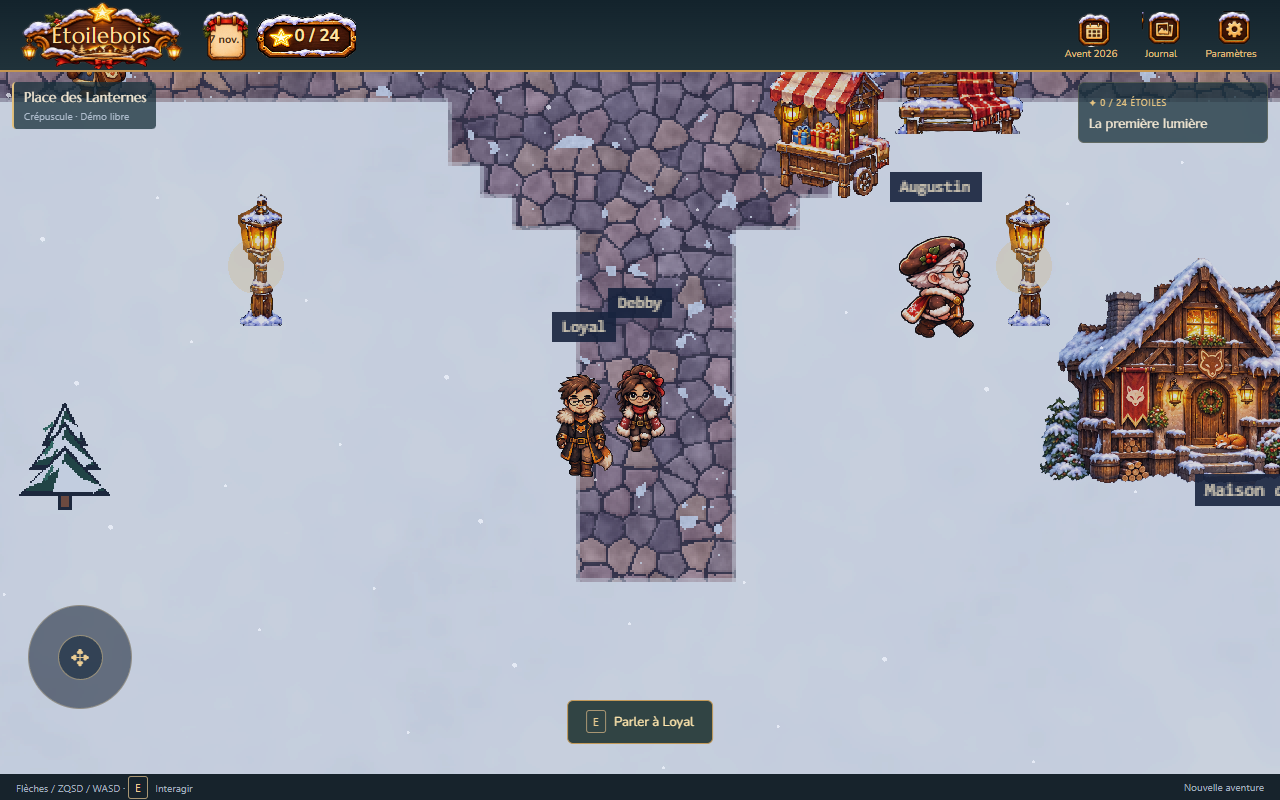 Etoilebois
7 nov.
0 / 24
Avent 2026
Journal
Paramètres
Place des Lanternes
Crépuscule · Démo libre
✦ 0 / 24 ÉTOILES
La première lumière
Augustin
Debby
Loyal
Maison
E Parler à Loyal
Flèches / ZQSD / WASD · E Interagir
Nouvelle aventure